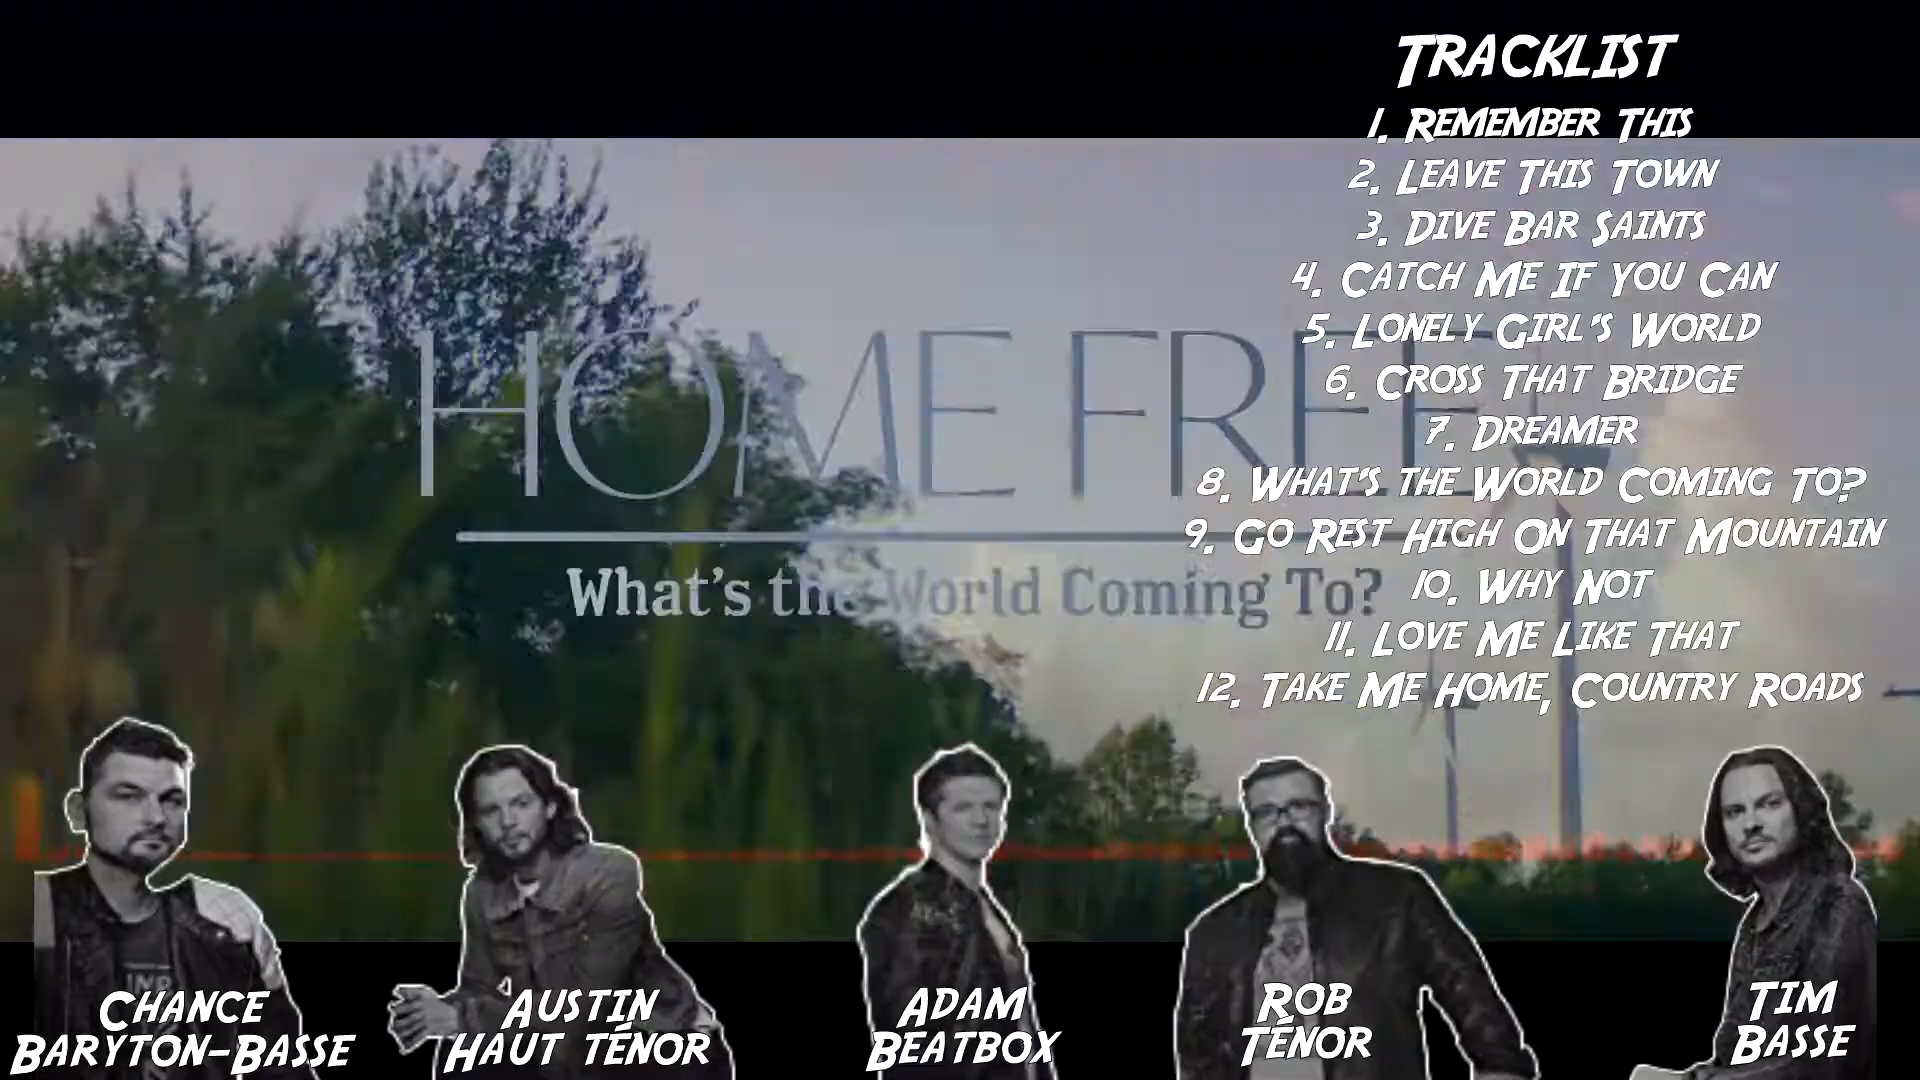 Tracklist
1. Remember This
2. Leave This Town
3. Dive Bar Saints
4. Catch Me If You Can
5. Lonely Girl's World
6. Cross That Bridge
7. Dreamer
8. What's the World Coming To?
9. Go Rest High On That Mountain
10. Why Not
11. Love Me Like That
12. Take Me Home, Country Roads
HOME FREE
What's the World Coming To?
Chance
Baryton-Basse
Austin
Haut ténor
Adam
Beatbox
Rob
Ténor
Tim
Basse